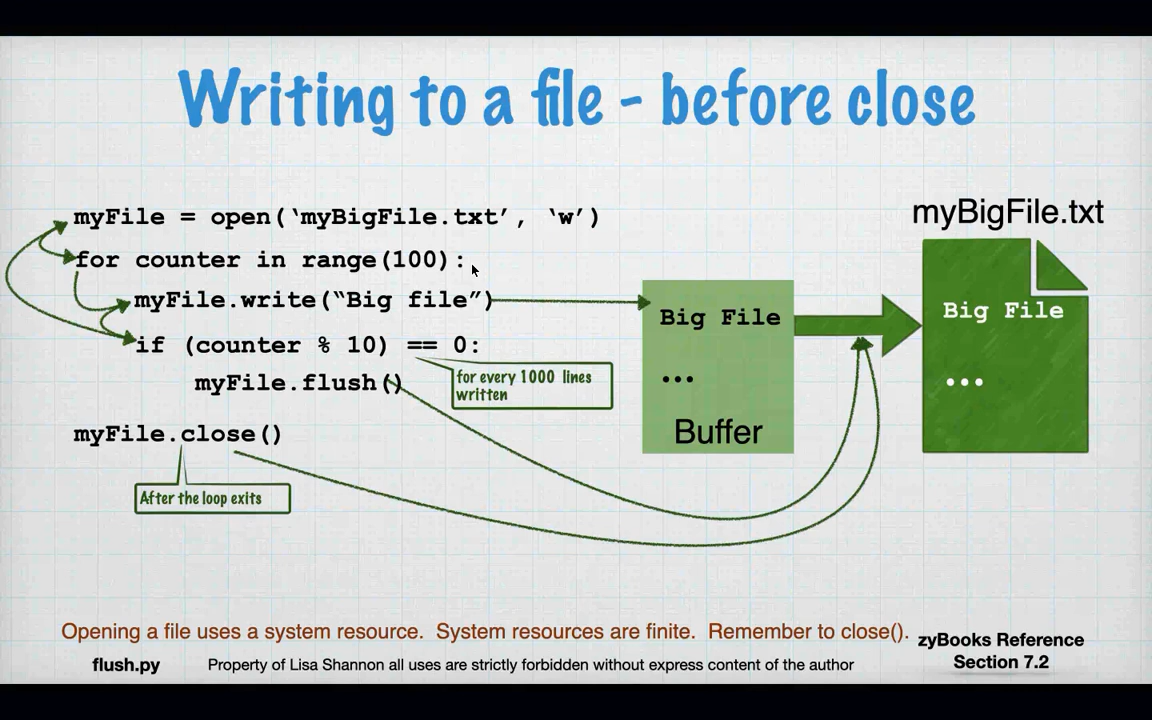 Writing to a file - before close
myFile = open(‘myBigFile.txt’, ‘w’)
for counter in range(100):
myFile.write(“Big file”)
if (counter % 10) == 0:
myFile.flush()
for every 1000 lines
written
myFile.close()
After the loop exits
Big File
...
Buffer
myBigFile.txt
Big File
...
Opening a file uses a system resource. System resources are finite. Remember to close().
zyBooks Reference
Section 7.2
flush.py
Property of Lisa Shannon all uses are strictly forbidden without express content of the author